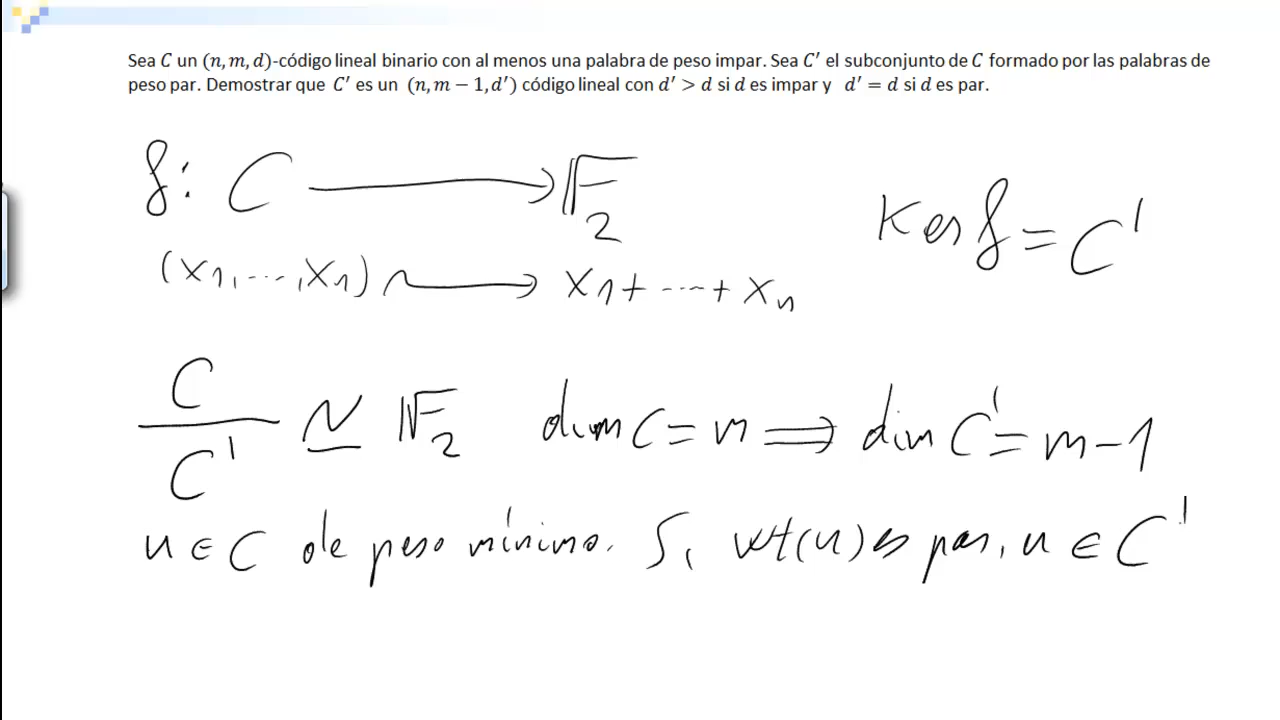 Sea C un (n, m, d)-código lineal binario con al menos una palabra de peso impar. Sea C′ el subconjunto de C formado por las palabras de
peso par. Demostrar que C′ es un (n, m − 1, d′) código lineal con d′ > d si d es impar y d′ = d si d es par.
f: C ⟶ 𝔽₂
Ker f = C'
(x₁, ..., x₁) ⟿ x₁ + ... + xₙ
C / C' ≃ 𝔽₂ dim C = m ⟹ dim C' = m − 1
u ∈ C de peso mínimo. Si wt(u) es par, u ∈ C'